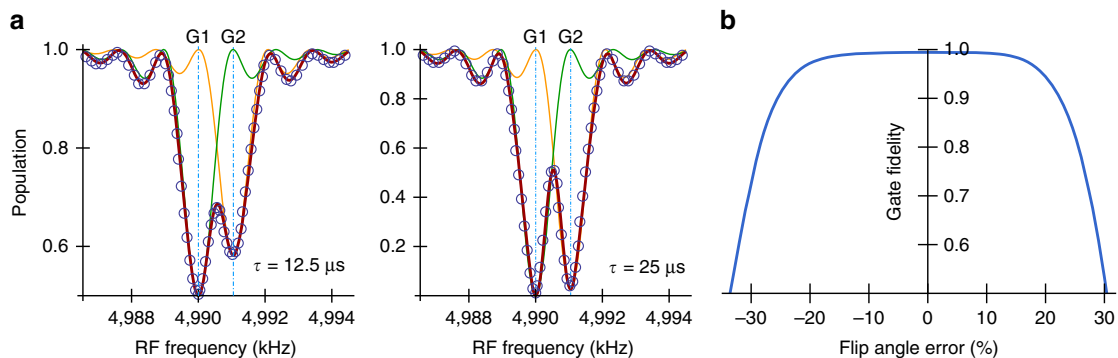 a
G1 G2
1.0
0.8
0.6
Population
τ = 12.5 μs
4,988 4,990 4,992 4,994
RF frequency (kHz)
G1 G2
1.0
0.8
0.6
0.4
0.2
τ = 25 μs
4,988 4,990 4,992 4,994
RF frequency (kHz)
b
1.0
0.9
0.8
0.7
0.6
Gate fidelity
–30 –20 –10 0 10 20 30
Flip angle error (%)